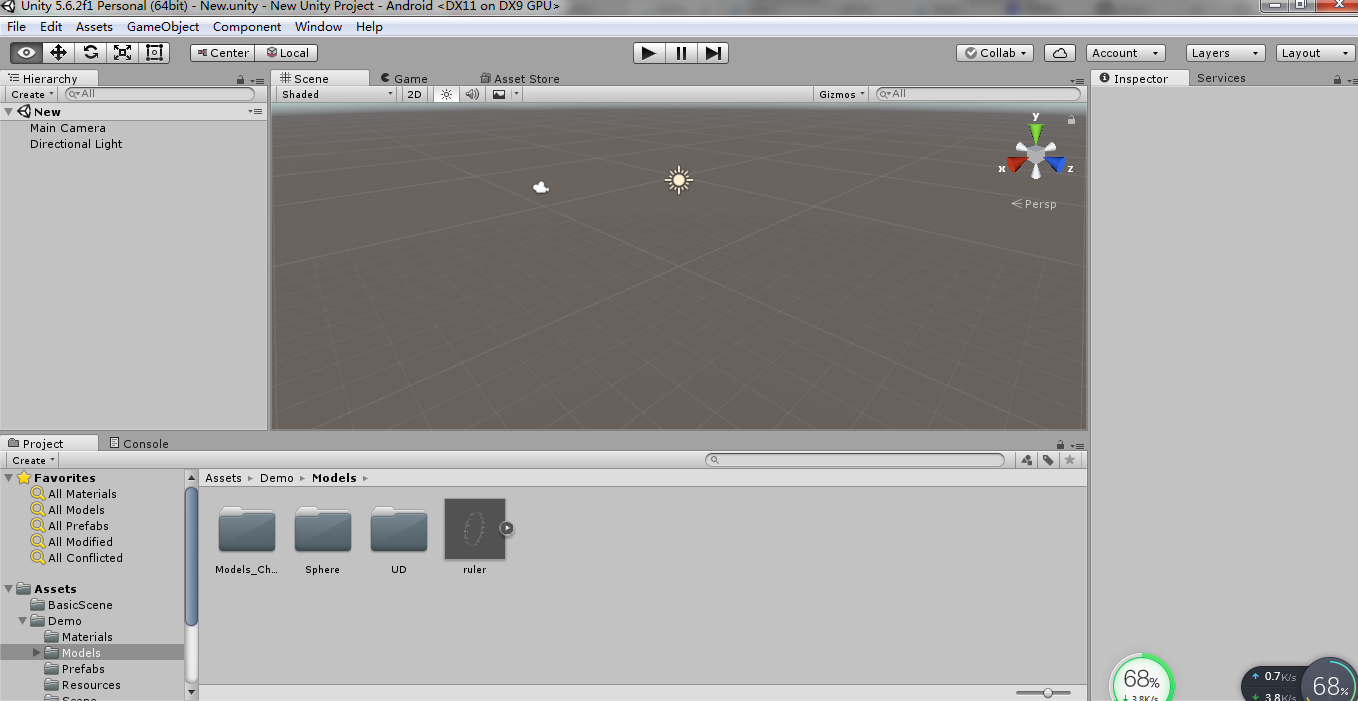 Unity 5.6.2f1 Personal (64bit) - New.unity - New Unity Project - Android <DX11 on DX9 GPU>
File Edit Assets GameObject Component Window Help
Center Local Collab Account Layers Layout
Hierarchy
Create All
New
Main Camera
Directional Light
Scene Game Asset Store
Shaded 2D Gizmos All
y
x z
Persp
Inspector Services
Project Console
Create
Favorites
All Materials
All Models
All Prefabs
All Modified
All Conflicted
Assets
BasicScene
Demo
Materials
Models
Prefabs
Resources
Scene
Assets Demo Models
Models_Ch... Sphere UD ruler
68%
3.8K/s
0.7K/s
3.8K/s
68%